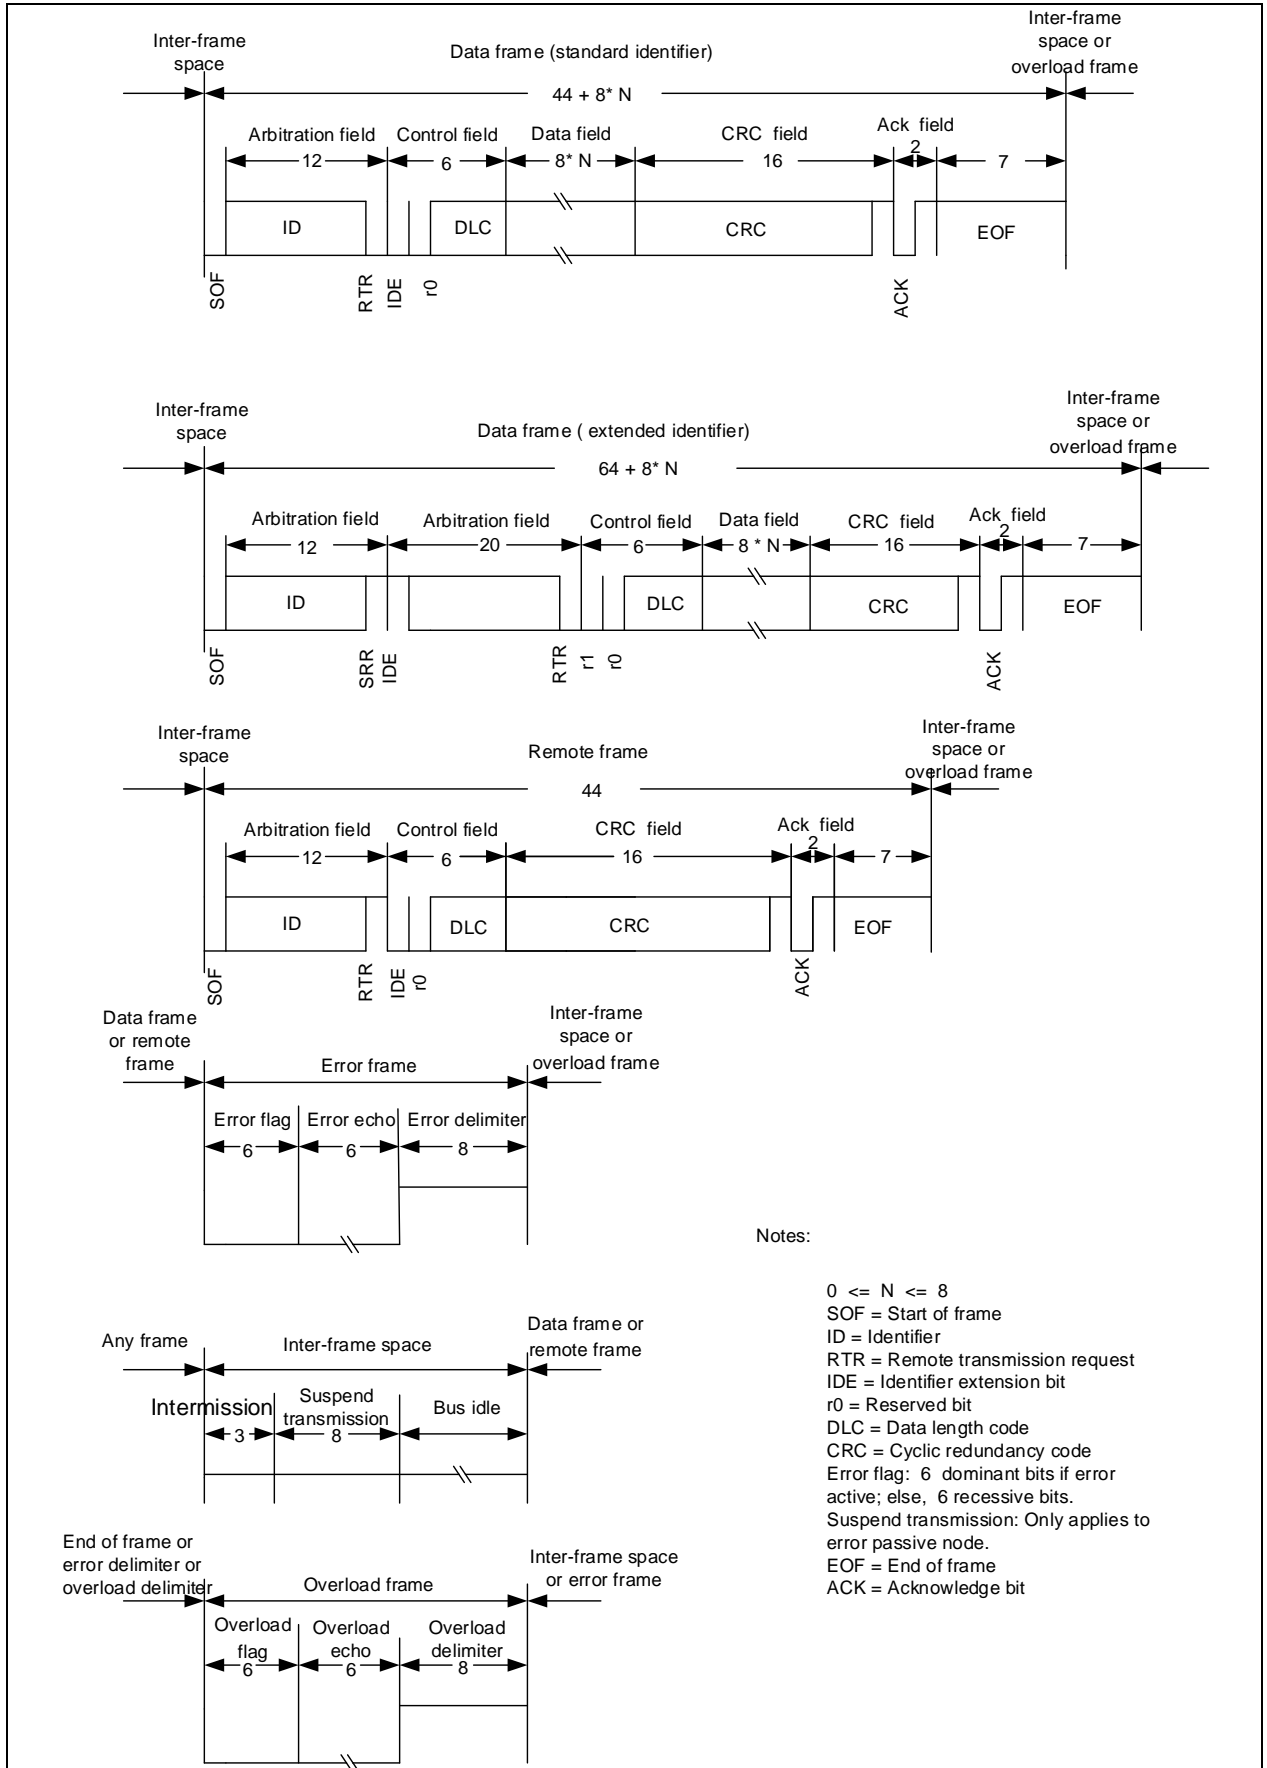 Inter-frame
space
Data frame (standard identifier)
Inter-frame
space or
overload frame
44 + 8* N
Arbitration field
Control field
Data field
CRC field
Ack field
12
6
8* N
16
2
7
ID
DLC
CRC
EOF
SOF
RTR
IDE
r0
ACK
Inter-frame
space
Data frame ( extended identifier)
Inter-frame
space or
overload frame
64 + 8* N
Arbitration field
Arbitration field
Control field
Data field
CRC field
Ack field
12
20
6
8 * N
16
2
7
ID
DLC
CRC
EOF
SOF
SRR
IDE
RTR
r1
r0
ACK
Inter-frame
space
Remote frame
Inter-frame
space or
overload frame
44
Arbitration field
Control field
CRC field
Ack field
12
6
16
2
7
ID
DLC
CRC
EOF
SOF
RTR
IDE
r0
ACK
Data frame
or remote
frame
Error frame
Inter-frame
space or
overload frame
Error flag
Error echo
Error delimiter
6
6
8
Any frame
Inter-frame space
Data frame or
remote frame
Intermission
Suspend
transmission
Bus idle
3
8
End of frame or
error delimiter or
overload delimiter
Overload frame
Inter-frame space
or error frame
Overload
flag
Overload
echo
Overload
delimiter
6
6
8
Notes:
0 <= N <= 8
SOF = Start of frame
ID = Identifier
RTR = Remote transmission request
IDE = Identifier extension bit
r0 = Reserved bit
DLC = Data length code
CRC = Cyclic redundancy code
Error flag: 6 dominant bits if error
active; else, 6 recessive bits.
Suspend transmission: Only applies to
error passive node.
EOF = End of frame
ACK = Acknowledge bit